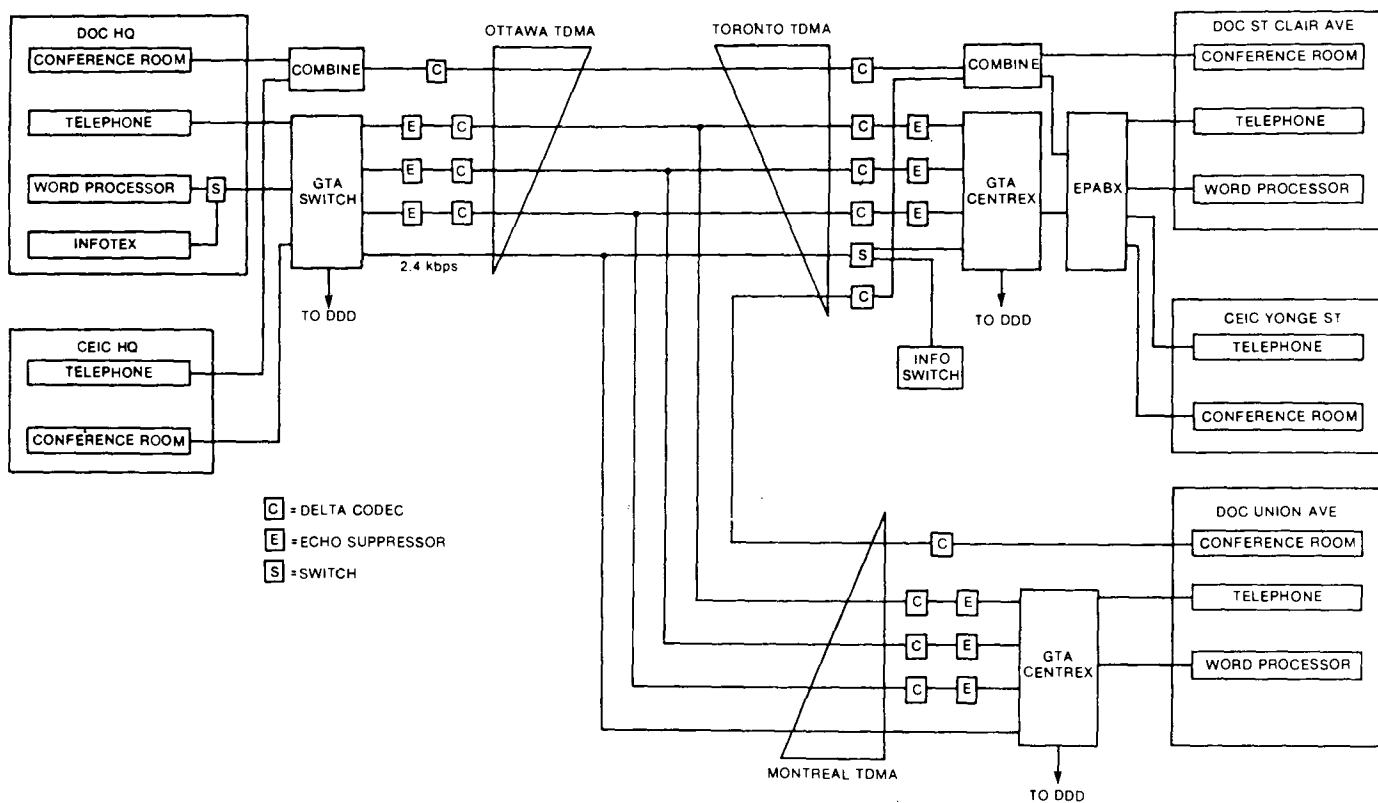 DOC HQ
CONFERENCE ROOM
TELEPHONE
WORD PROCESSOR
S
INFOTEX
CEIC HQ
TELEPHONE
CONFERENCE ROOM
COMBINE
GTA
SWITCH
TO DDD
C
E
C
E
C
E
C
2.4 kbps
OTTAWA TDMA
TORONTO TDMA
C
C
E
C
E
C
E
S
C
INFO
SWITCH
COMBINE
GTA
CENTREX
TO DDD
EPABX
DOC ST CLAIR AVE
CONFERENCE ROOM
TELEPHONE
WORD PROCESSOR
CEIC YONGE ST
TELEPHONE
CONFERENCE ROOM
C = DELTA CODEC
E = ECHO SUPPRESSOR
S = SWITCH
MONTREAL TDMA
C
C
E
C
E
C
E
GTA
CENTREX
TO DDD
DOC UNION AVE
CONFERENCE ROOM
TELEPHONE
WORD PROCESSOR